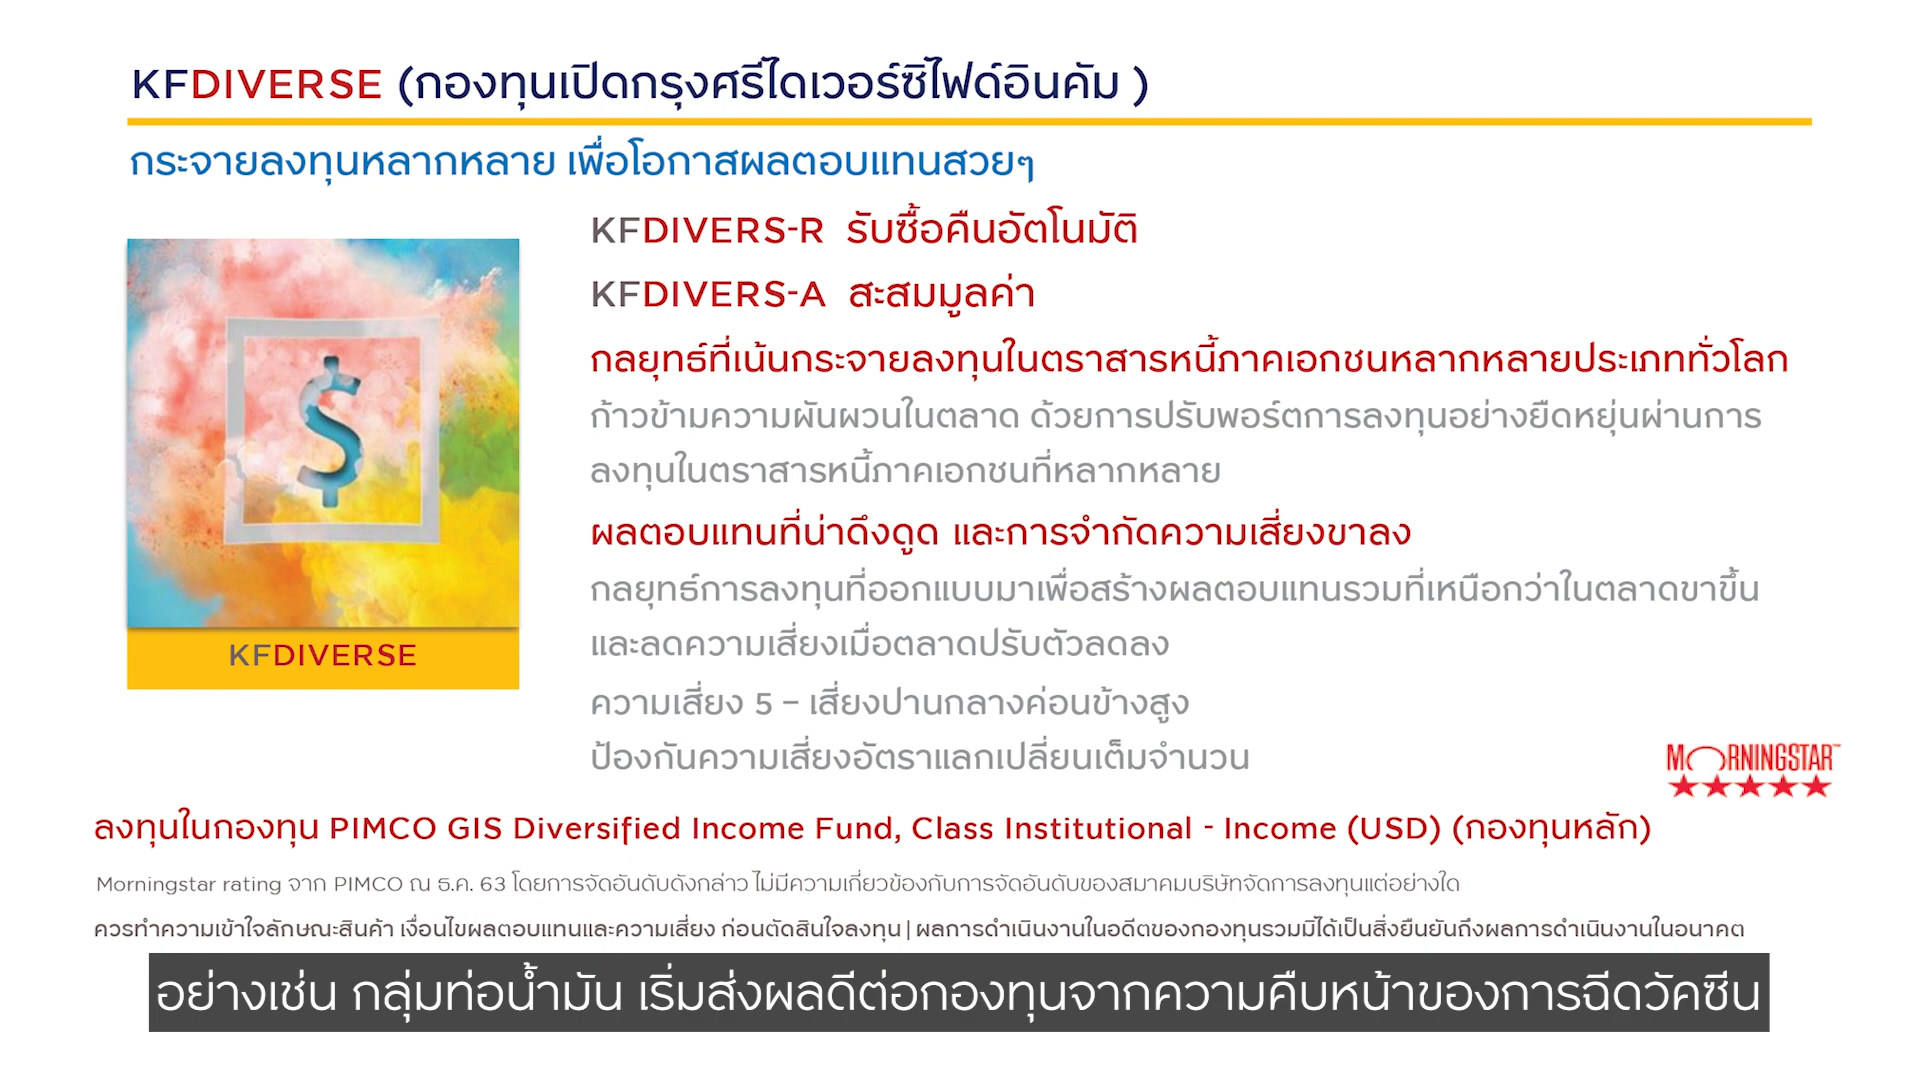 KFDIVERSE (กองทุนเปิดกรุงศรีไดเวอร์ซิไฟด์อินคัม )
กระจายลงทุนหลากหลาย เพื่อโอกาสผลตอบแทนสวยๆ
KFDIVERS-R รับซื้อคืนอัตโนมัติ
KFDIVERS-A สะสมมูลค่า
กลยุทธ์ที่เน้นกระจายลงทุนในตราสารหนี้ภาคเอกชนหลากหลายประเภททั่วโลก
ก้าวข้ามความผันผวนในตลาด ด้วยการปรับพอร์ตการลงทุนอย่างยืดหยุ่นผ่านการ
ลงทุนในตราสารหนี้ภาคเอกชนที่หลากหลาย
ผลตอบแทนที่น่าดึงดูด และการจำกัดความเสี่ยงขาลง
กลยุทธ์การลงทุนที่ออกแบบมาเพื่อสร้างผลตอบแทนรวมที่เหนือกว่าในตลาดขาขึ้น
และลดความเสี่ยงเมื่อตลาดปรับตัวลดลง
ความเสี่ยง 5 – เสี่ยงปานกลางค่อนข้างสูง
ป้องกันความเสี่ยงอัตราแลกเปลี่ยนเต็มจำนวน
$
KFDIVERSE
MORNINGSTAR™
★★★★★
ลงทุนในกองทุน PIMCO GIS Diversified Income Fund, Class Institutional - Income (USD) (กองทุนหลัก)
Morningstar rating จาก PIMCO ณ ธ.ค. 63 โดยการจัดอันดับดังกล่าว ไม่มีความเกี่ยวข้องกับการจัดอันดับของสมาคมบริษัทจัดการลงทุนแต่อย่างใด
ควรทำความเข้าใจลักษณะสินค้า เงื่อนไขผลตอบแทนและความเสี่ยง ก่อนตัดสินใจลงทุน | ผลการดำเนินงานในอดีตของกองทุนรวมมิได้เป็นสิ่งยืนยันถึงผลการดำเนินงานในอนาคต
อย่างเช่น กลุ่มท่อน้ำมัน เริ่มส่งผลดีต่อกองทุนจากความคืบหน้าของการฉีดวัคซีน